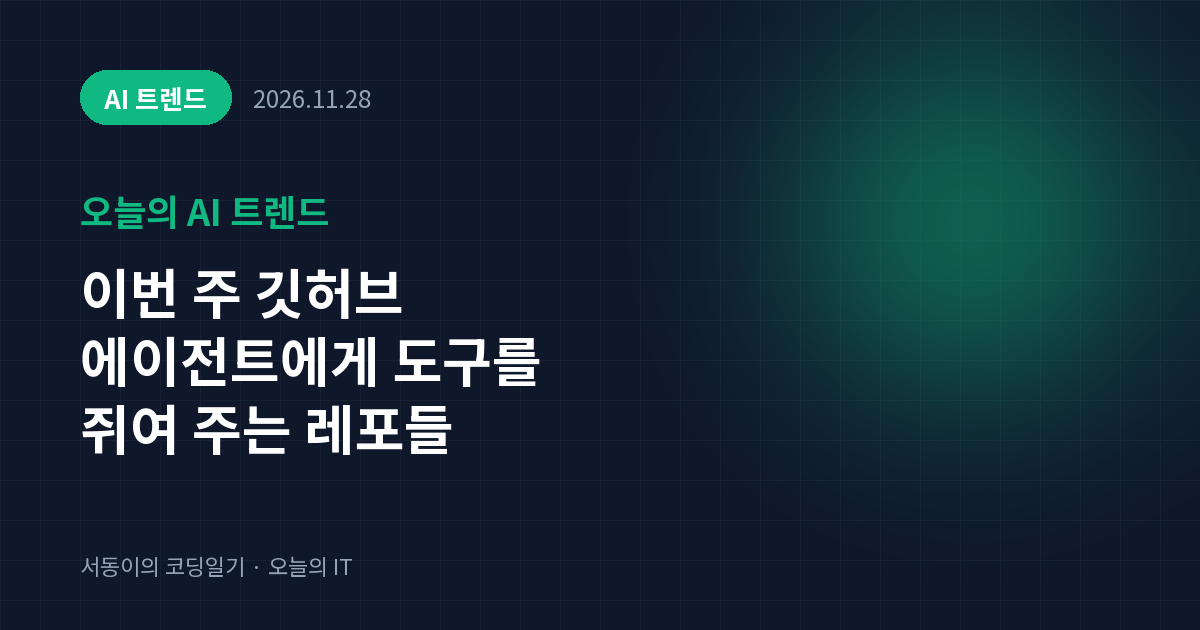 AI 트렌드 2026.11.28
오늘의 AI 트렌드
이번 주 깃허브
에이전트에게 도구를
쥐여 주는 레포들
서동이의 코딩일기 · 오늘의 IT